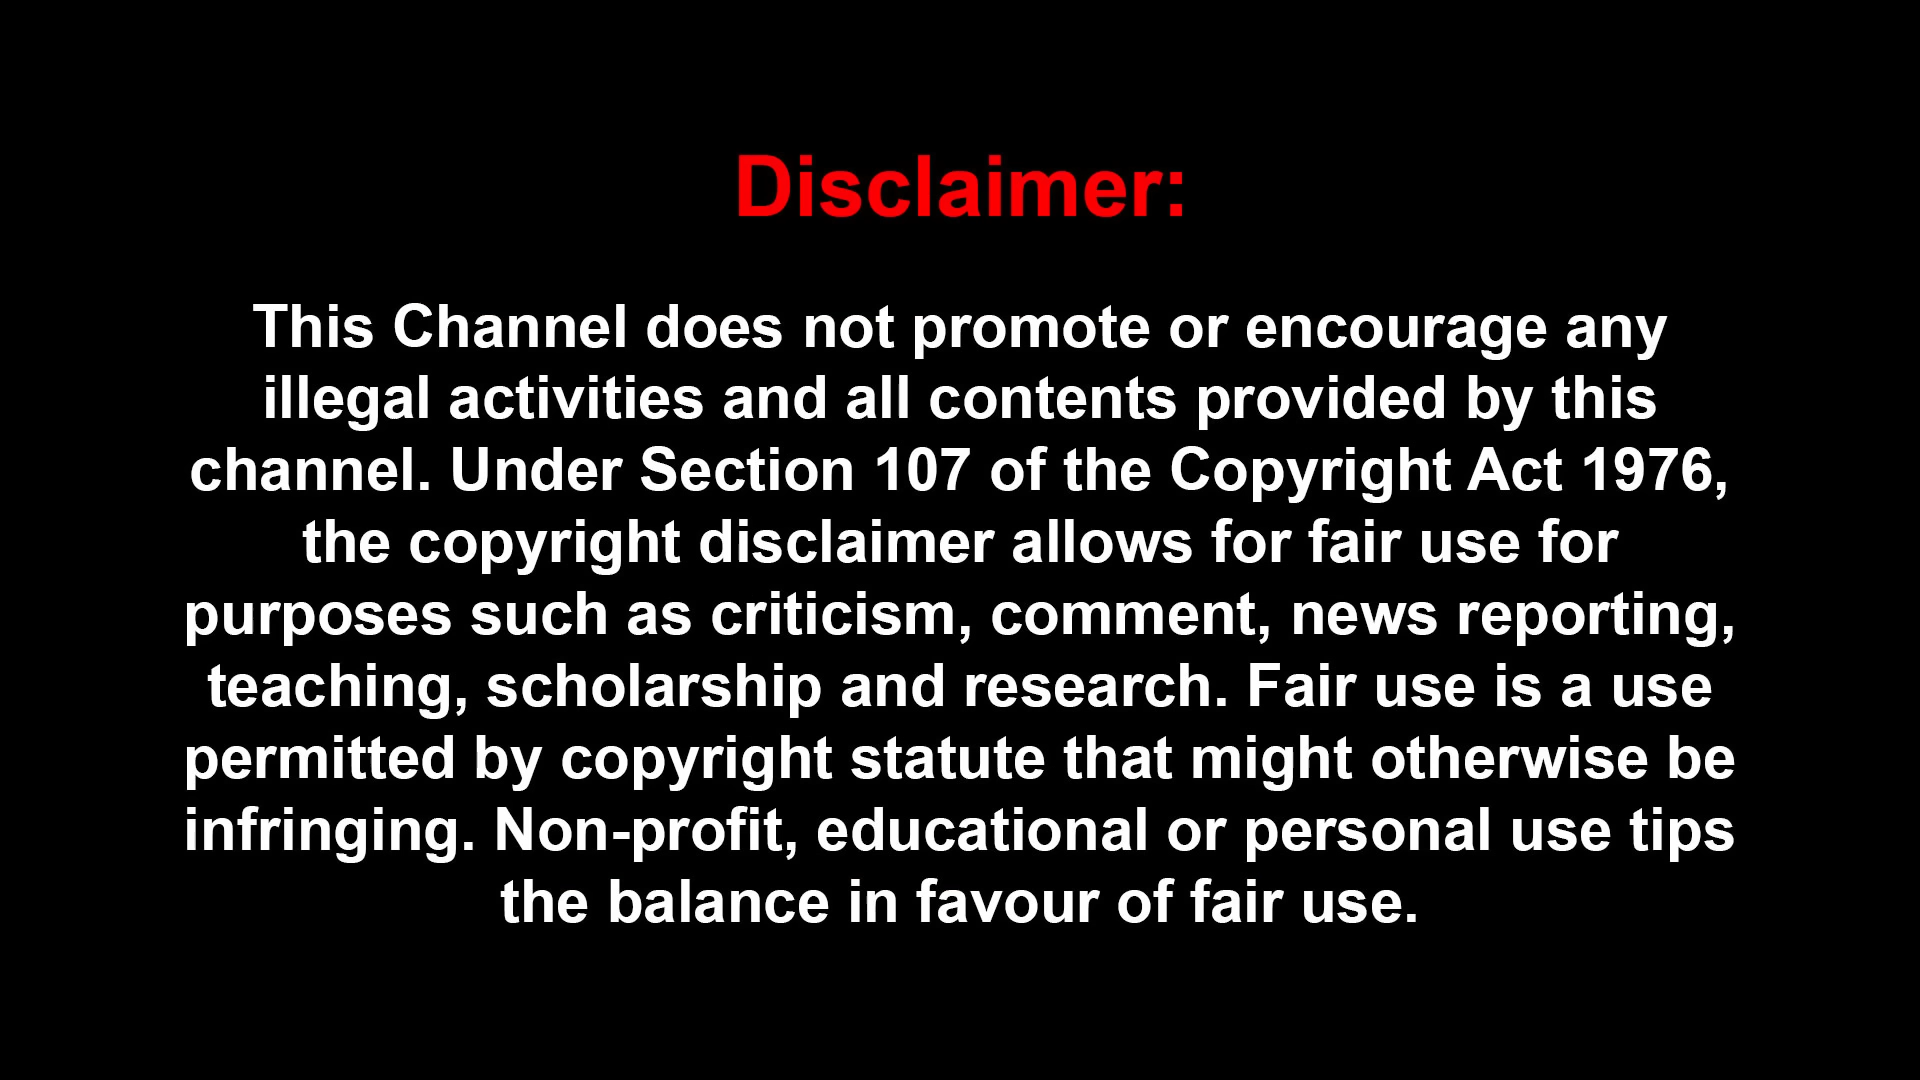 Disclaimer:
This Channel does not promote or encourage any
illegal activities and all contents provided by this
channel. Under Section 107 of the Copyright Act 1976,
the copyright disclaimer allows for fair use for
purposes such as criticism, comment, news reporting,
teaching, scholarship and research. Fair use is a use
permitted by copyright statute that might otherwise be
infringing. Non-profit, educational or personal use tips
the balance in favour of fair use.